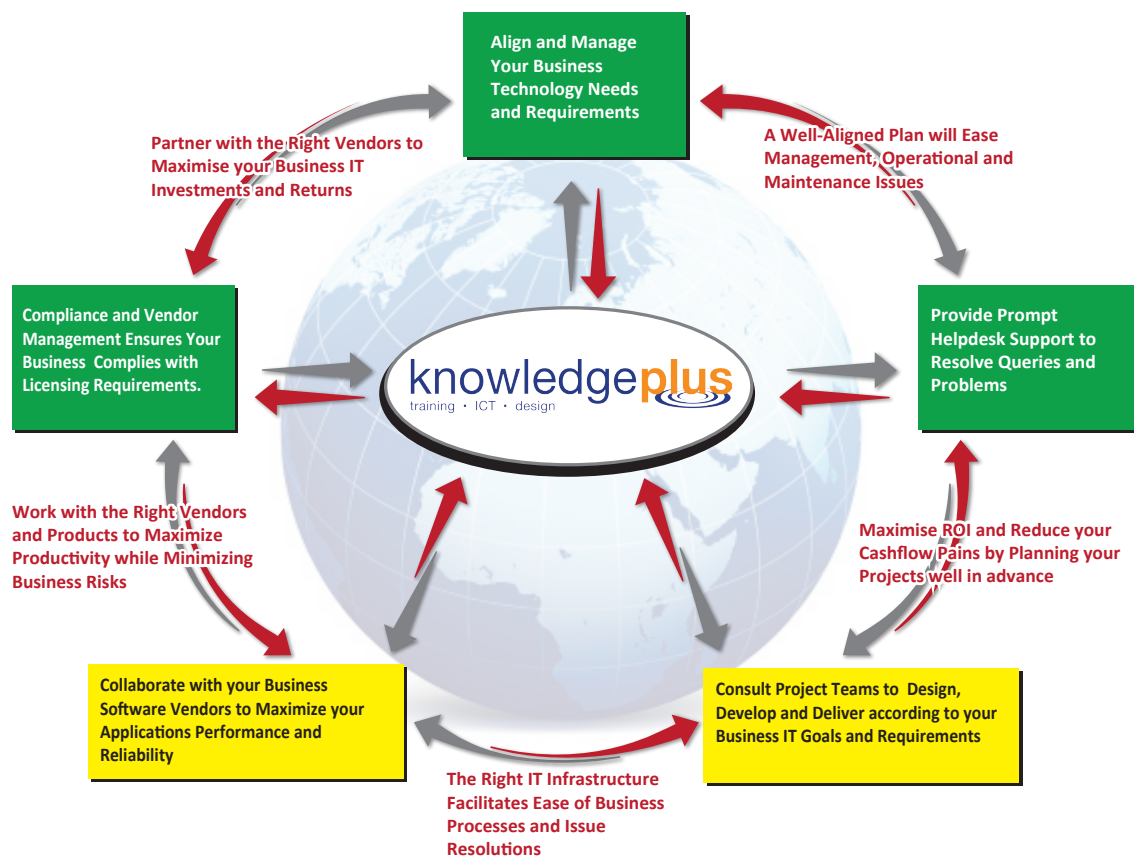 Align and Manage
Your Business
Technology Needs
and Requirements
Partner with the Right Vendors to
Maximise your Business IT
Investments and Returns
A Well-Aligned Plan will Ease
Management, Operational and
Maintenance Issues
Compliance and Vendor
Management Ensures Your
Business Complies with
Licensing Requirements.
knowledgeplus
training • ICT • design
Provide Prompt
Helpdesk Support to
Resolve Queries and
Problems
Work with the Right Vendors
and Products to Maximize
Productivity while Minimizing
Business Risks
Maximise ROI and Reduce your
Cashflow Pains by Planning your
Projects well in advance
Collaborate with your Business
Software Vendors to Maximize your
Applications Performance and
Reliability
Consult Project Teams to Design,
Develop and Deliver according to your
Business IT Goals and Requirements
The Right IT Infrastructure
Facilitates Ease of Business
Processes and Issue
Resolutions